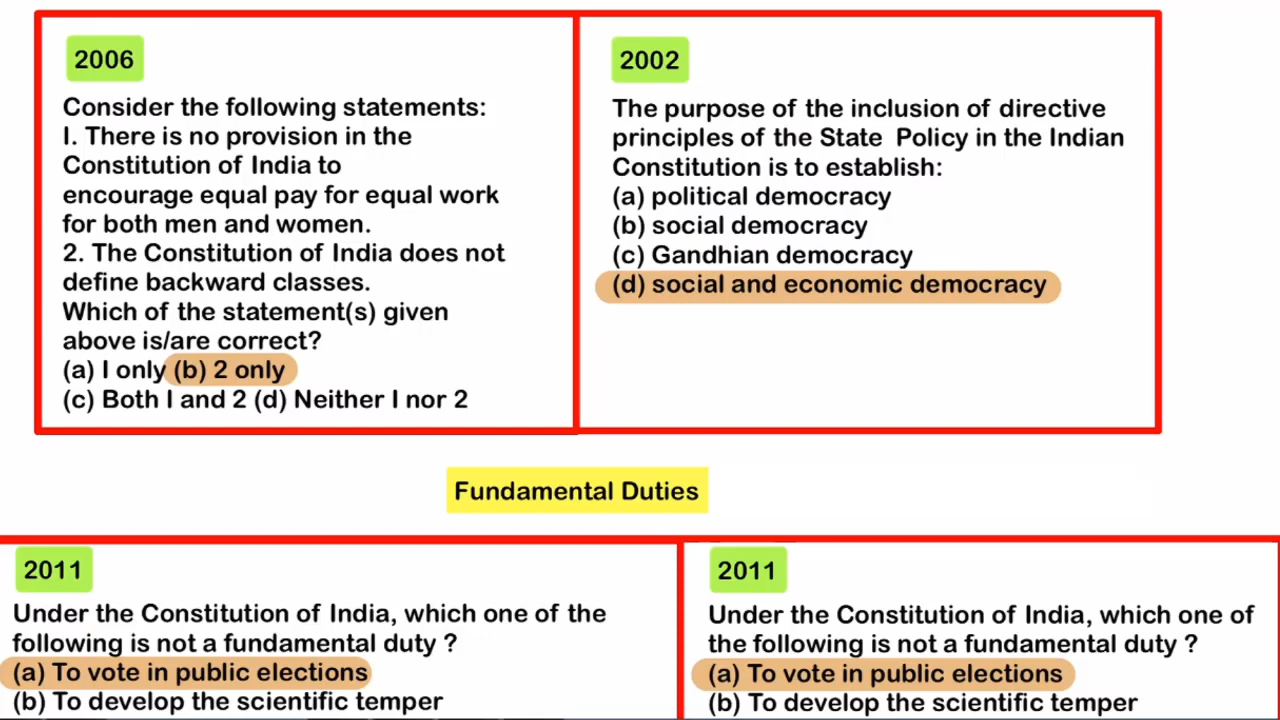 2006
Consider the following statements:
I. There is no provision in the
Constitution of India to
encourage equal pay for equal work
for both men and women.
2. The Constitution of India does not
define backward classes.
Which of the statement(s) given
above is/are correct?
(a) I only (b) 2 only
(c) Both I and 2 (d) Neither I nor 2
2002
The purpose of the inclusion of directive
principles of the State Policy in the Indian
Constitution is to establish:
(a) political democracy
(b) social democracy
(c) Gandhian democracy
(d) social and economic democracy
Fundamental Duties
2011
Under the Constitution of India, which one of the
following is not a fundamental duty ?
(a) To vote in public elections
(b) To develop the scientific temper
2011
Under the Constitution of India, which one of
the following is not a fundamental duty ?
(a) To vote in public elections
(b) To develop the scientific temper